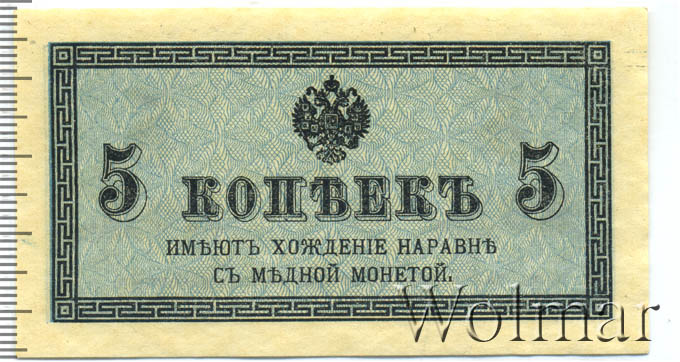 5 КОПѢЕКЪ 5
ИМѢЮТЪ ХОЖДЕНІЕ НАРАВНѢ
СЪ МѢДНОЙ МОНЕТОЙ.
Wolmar